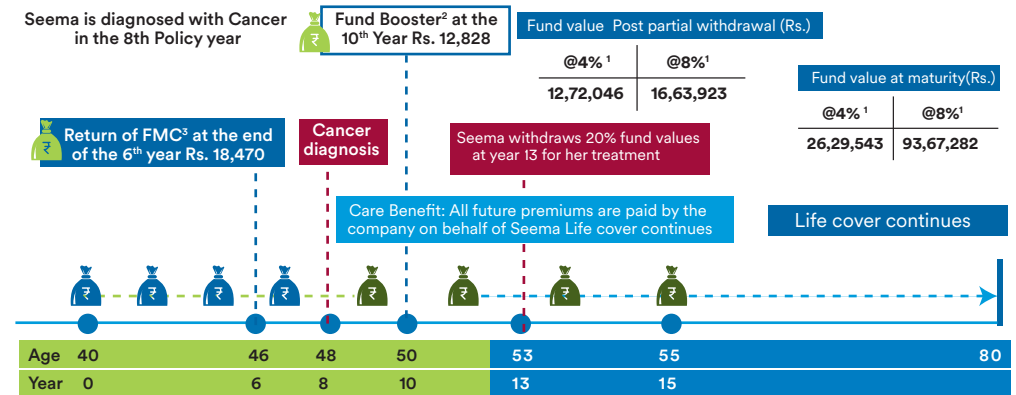 Seema is diagnosed with Cancer
in the 8th Policy year
Fund Booster² at the
10th Year Rs. 12,828
Fund value Post partial withdrawal (Rs.)
@4% ¹ @8%¹
12,72,046 16,63,923
Fund value at maturity(Rs.)
@4% ¹ @8%¹
26,29,543 93,67,282
₹ Return of FMC³ at the end
of the 6th year Rs. 18,470
Cancer
diagnosis
Seema withdraws 20% fund values
at year 13 for her treatment
Care Benefit: All future premiums are paid by the
company on behalf of Seema Life cover continues
Life cover continues
₹ ₹ ₹ ₹ ₹ ₹ ₹ ₹
Age 40 46 48 50 53 55 80
Year 0 6 8 10 13 15